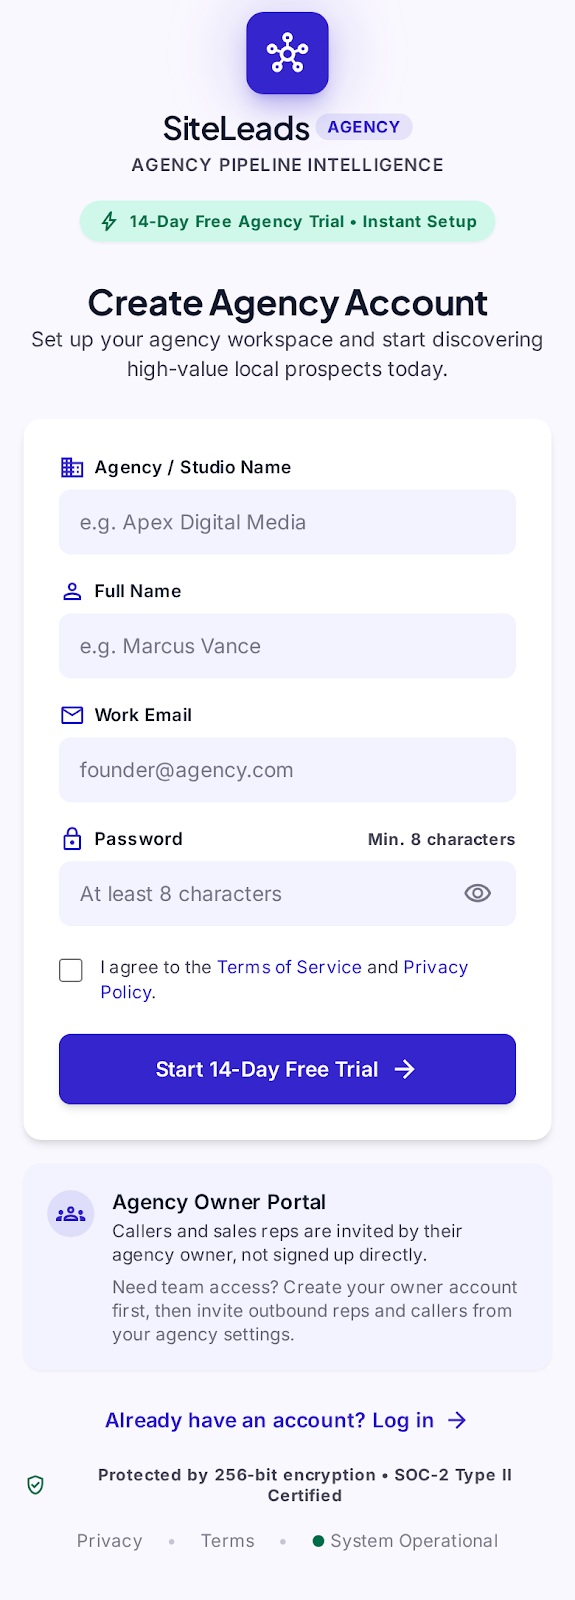 SiteLeads AGENCY
AGENCY PIPELINE INTELLIGENCE
14-Day Free Agency Trial • Instant Setup
Create Agency Account
Set up your agency workspace and start discovering
high-value local prospects today.
Agency / Studio Name
e.g. Apex Digital Media
Full Name
e.g. Marcus Vance
Work Email
founder@agency.com
Password Min. 8 characters
At least 8 characters
I agree to the Terms of Service and Privacy
Policy.
Start 14-Day Free Trial →
Agency Owner Portal
Callers and sales reps are invited by their
agency owner, not signed up directly.
Need team access? Create your owner account
first, then invite outbound reps and callers from
your agency settings.
Already have an account? Log in →
Protected by 256-bit encryption • SOC-2 Type II
Certified
Privacy • Terms • System Operational